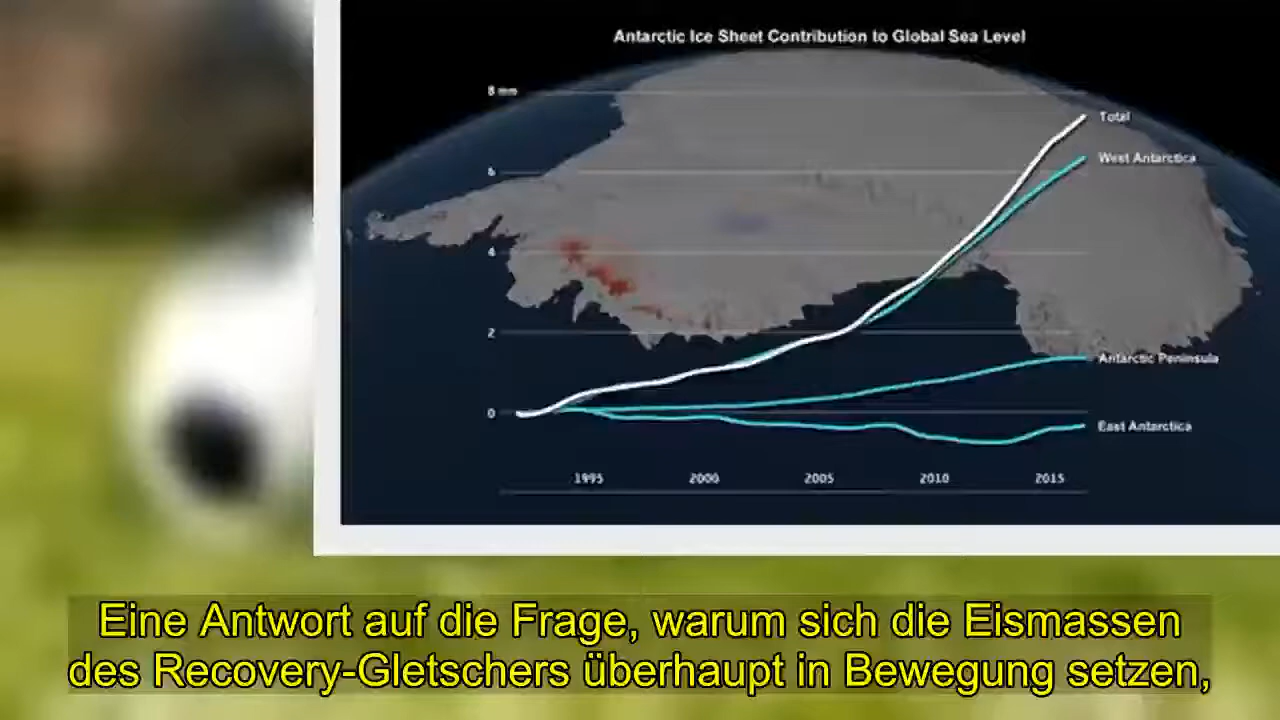 Antarctic Ice Sheet Contribution to Global Sea Level
8 mm
Total
West Antarctica
6
4
2
Antarctic Peninsula
0
East Antarctica
1995 2000 2005 2010 2015
Eine Antwort auf die Frage, warum sich die Eismassen
des Recovery-Gletschers überhaupt in Bewegung setzen,